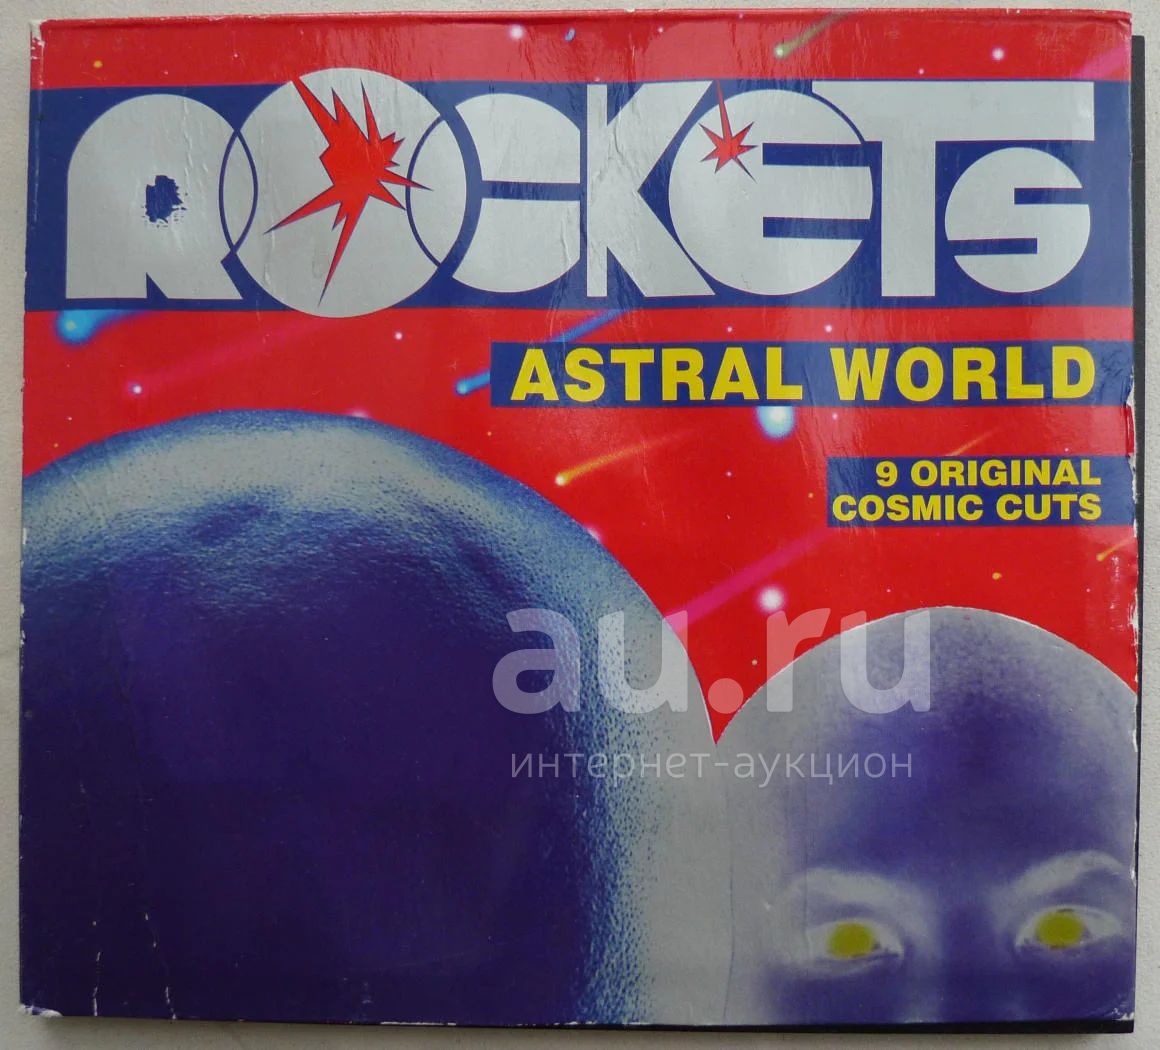 ROCKETS
ASTRAL WORLD
9 ORIGINAL
COSMIC CUTS
au.ru
интернет-аукцион